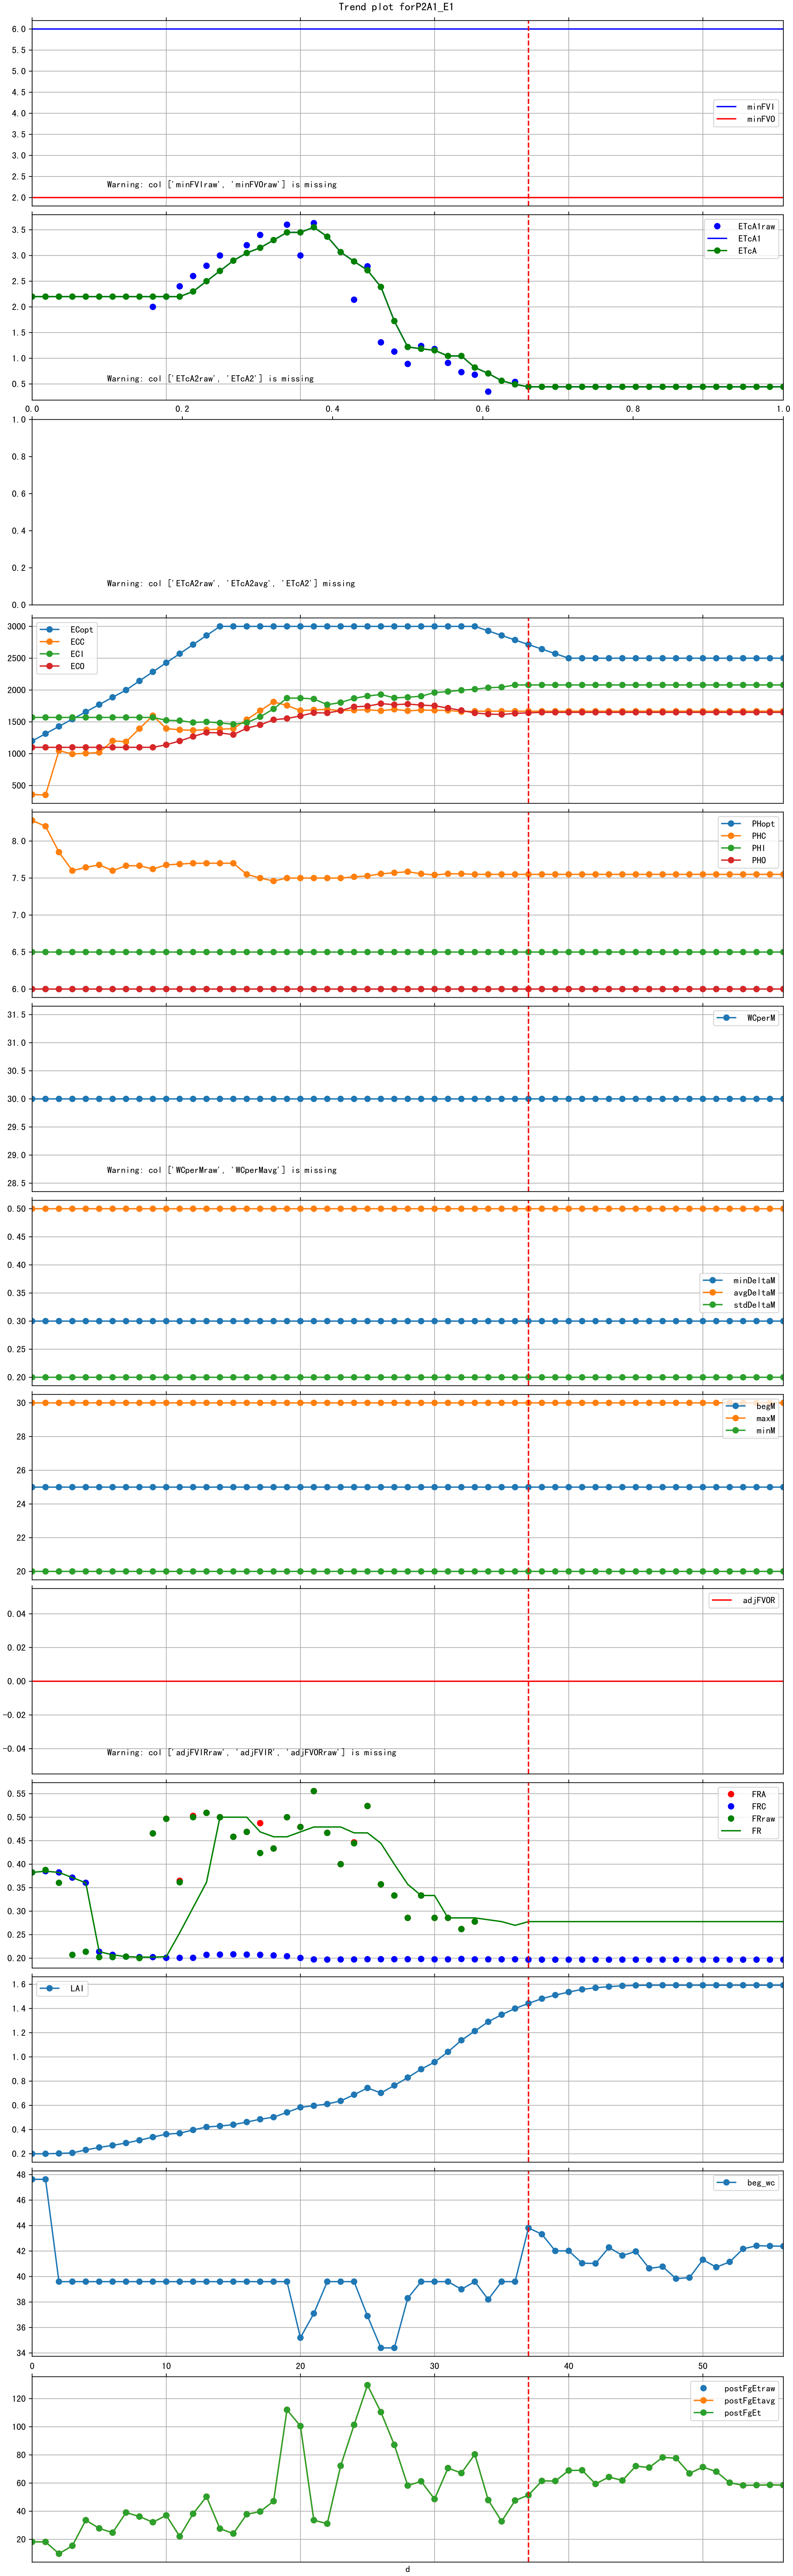 Trend plot forP2A1_E1
6.0
5.5
5.0
4.5
4.0
3.5
3.0
2.5
2.0
minFVI
minFVO
Warning: col ['minFVIraw', 'minFVOraw'] is missing
3.5
3.0
2.5
2.0
1.5
1.0
0.5
ETcA1raw
ETcA1
ETcA
Warning: col ['ETcA2raw', 'ETcA2'] is missing
0.0 0.2 0.4 0.6 0.8 1.0
1.0
0.8
0.6
0.4
0.2
0.0
Warning: col ['ETcA2raw', 'ETcA2avg', 'ETcA2'] missing
3000
2500
2000
1500
1000
500
ECopt
ECC
ECI
ECO
8.0
7.5
7.0
6.5
6.0
PHopt
PHC
PHI
PHO
31.5
31.0
30.5
30.0
29.5
29.0
28.5
WCperM
Warning: col ['WCperMraw', 'WCperMavg'] is missing
0.50
0.45
0.40
0.35
0.30
0.25
0.20
minDeltaM
avgDeltaM
stdDeltaM
30
28
26
24
22
20
begM
maxM
minM
0.04
0.02
0.00
−0.02
−0.04
adjFVOR
Warning: col ['adjFVIRraw', 'adjFVIR', 'adjFVORraw'] is missing
0.55
0.50
0.45
0.40
0.35
0.30
0.25
0.20
FRA
FRC
FRraw
FR
1.6
1.4
1.2
1.0
0.8
0.6
0.4
0.2
LAI
48
46
44
42
40
38
36
34
beg_wc
0 10 20 30 40 50
120
100
80
60
40
20
postFgEtraw
postFgEtavg
postFgEt
d